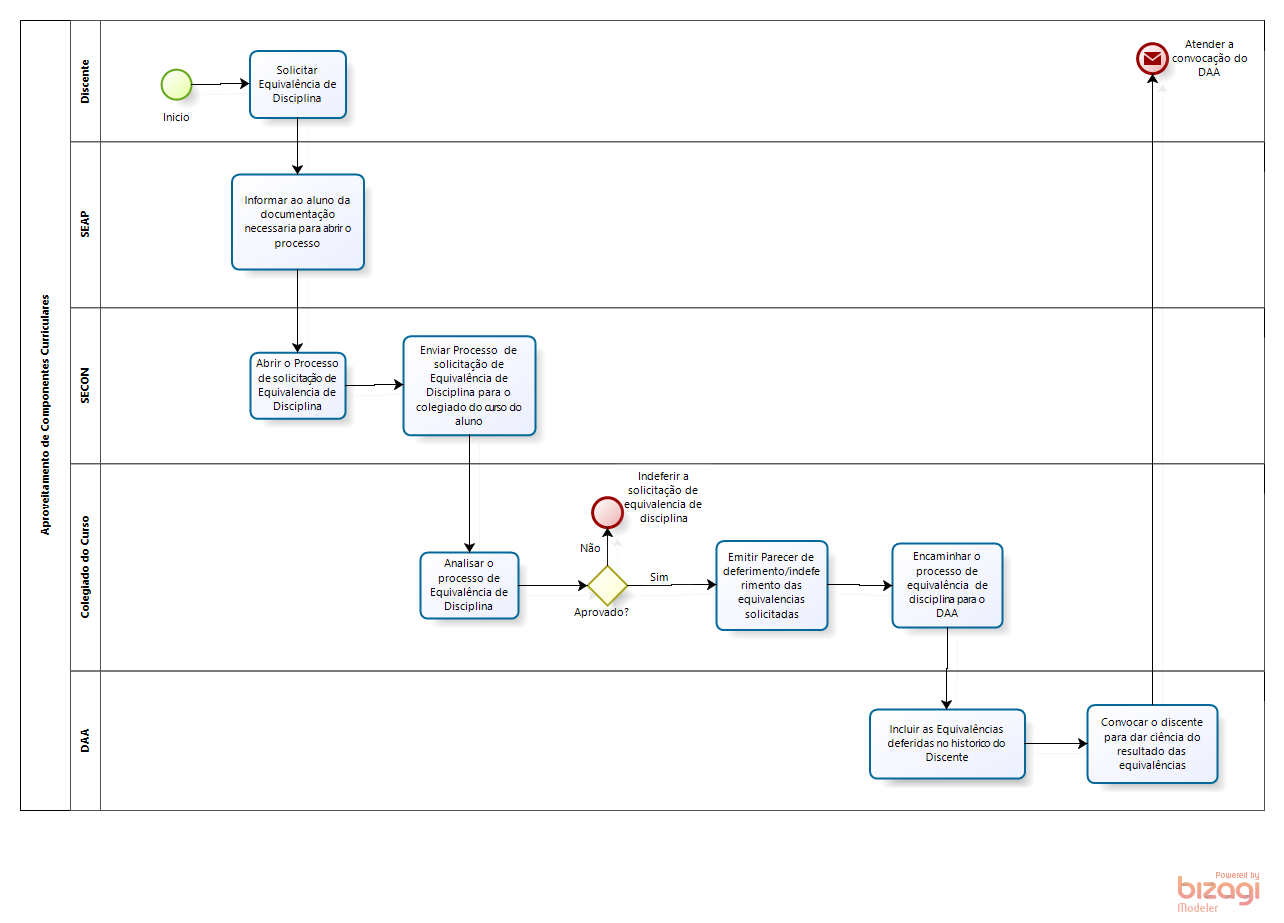 Aproveitamento de Componentes Curriculares
Discente
Inicio
Solicitar
Equivalência de
Disciplina
Atender a
convocação do
DAA
SEAP
Informar ao aluno da
documentação
necessaria para abrir o
processo
SECON
Abrir o Processo
de solicitação de
Equivalencia de
Disciplina
Enviar Processo de
solicitação de
Equivalência de
Disciplina para o
colegiado do curso do
aluno
Colegiado do Curso
Analisar o
processo de
Equivalência de
Disciplina
Aprovado?
Não
Indeferir a
solicitação de
equivalencia de
disciplina
Sim
Emitir Parecer de
deferimento/indefe
rimento das
equivalencias
solicitadas
Encaminhar o
processo de
equivalência de
disciplina para o
DAA
DAA
Incluir as Equivalências
deferidas no historico do
Discente
Convocar o discente
para dar ciência do
resultado das
equivalências
Powered by
bizagi
Modeler